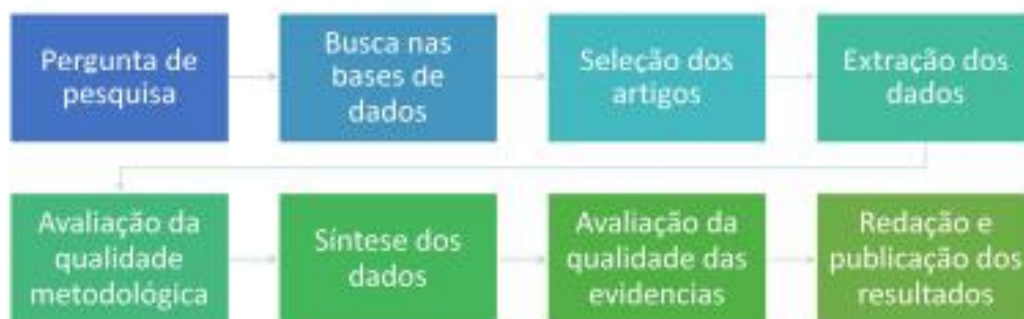 Pergunta de
pesquisa
Busca nas
bases de
dados
Seleção dos
artigos
Extração dos
dados
Avaliação da
qualidade
metodológica
Síntese dos
dados
Avaliação da
qualidade das
evidencias
Redação e
publicação dos
resultados